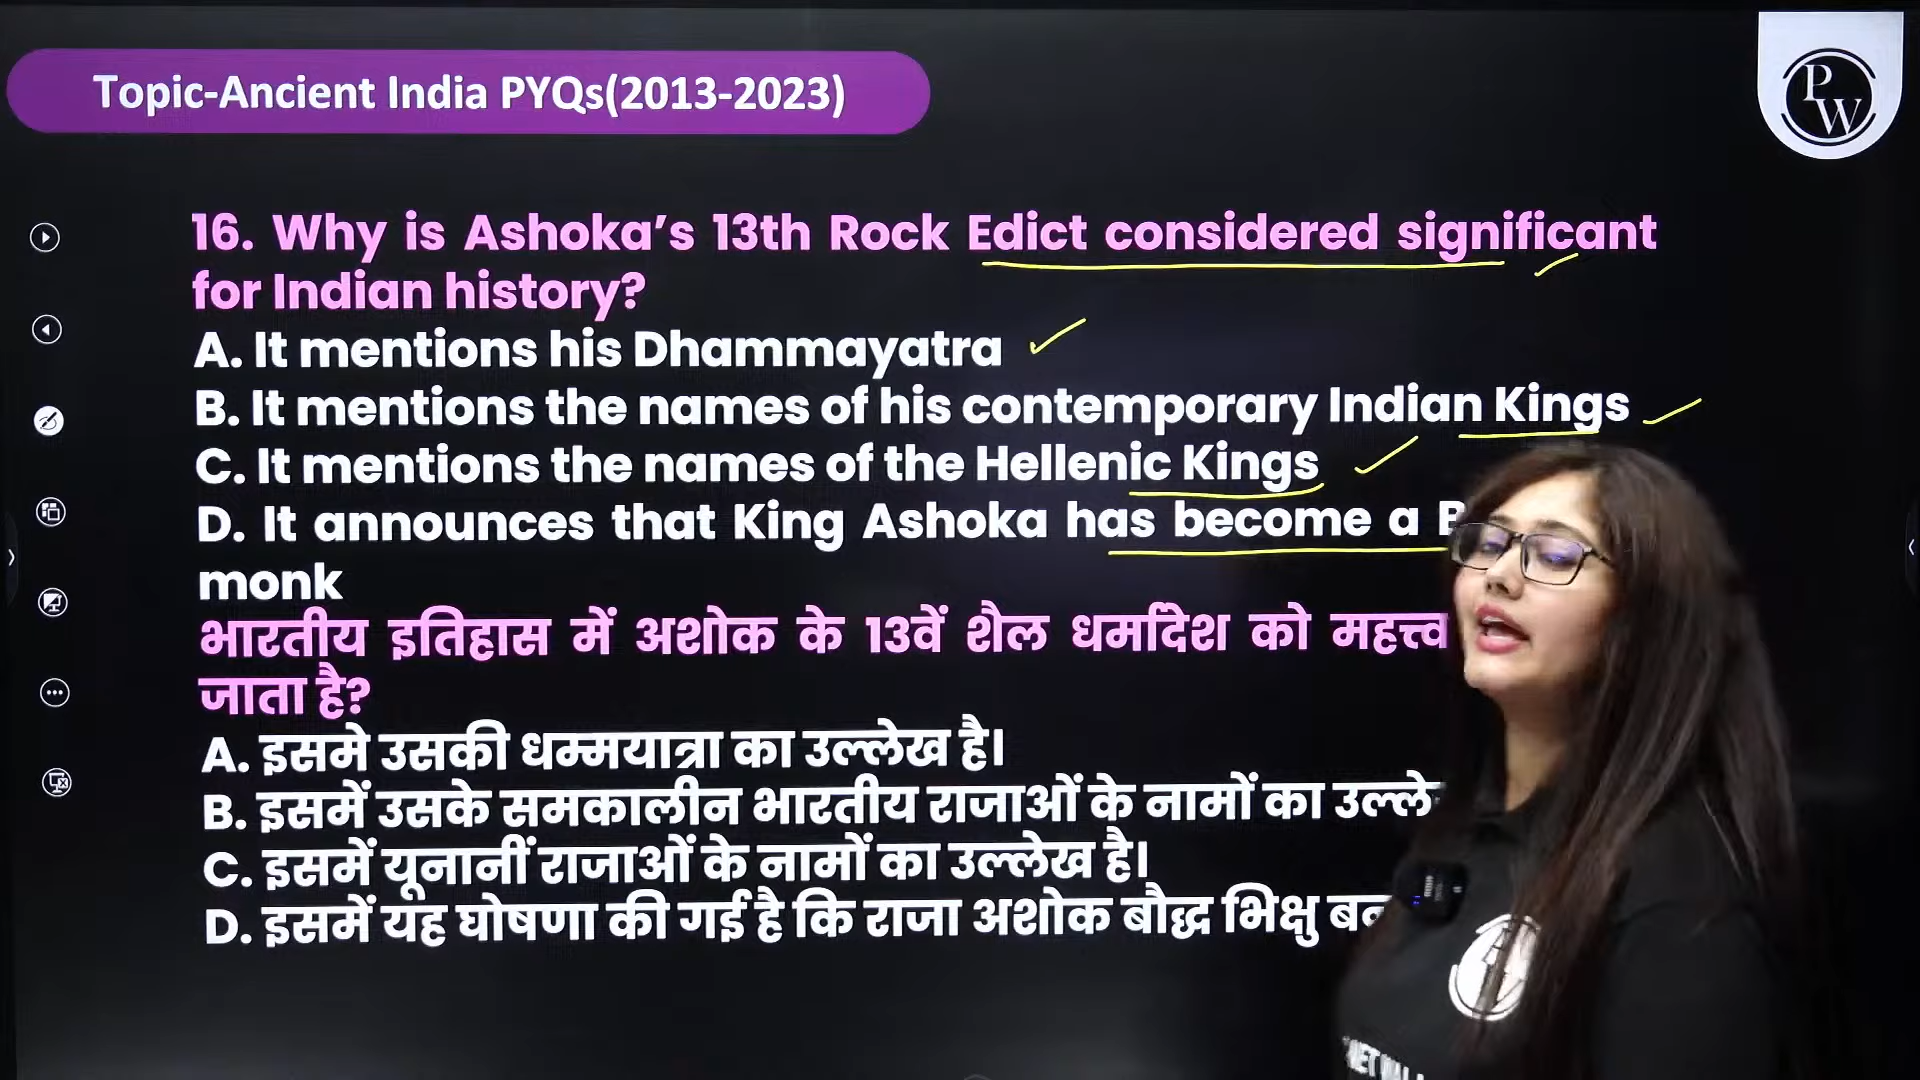 Topic-Ancient India PYQs(2013-2023)
PW
16. Why is Ashoka's 13th Rock Edict considered significant
for Indian history?
A. It mentions his Dhammayatra
B. It mentions the names of his contemporary Indian Kings
C. It mentions the names of the Hellenic Kings
D. It announces that King Ashoka has become a
monk
भारतीय इतिहास में अशोक के 13वें शैल धर्मादेश को महत्त्व
जाता है?
A. इसमे उसकी धम्मयात्रा का उल्लेख है।
B. इसमें उसके समकालीन भारतीय राजाओं के नामों का
C. इसमें यूनानीं राजाओं के नामों का उल्लेख है।
D. इसमें यह घोषणा की गई है कि राजा अशोक बौद्ध भिक्षु